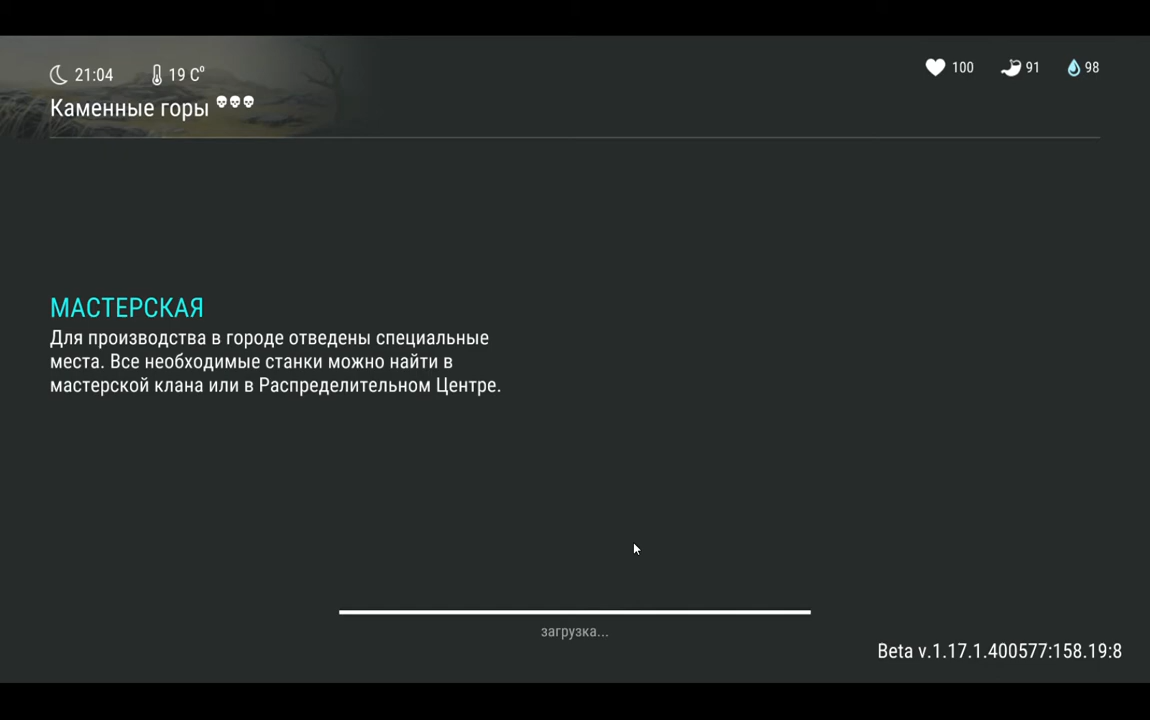 21:04 19 C° 100 91 98
Каменные горы
МАСТЕРСКАЯ
Для производства в городе отведены специальные
места. Все необходимые станки можно найти в
мастерской клана или в Распределительном Центре.
загрузка...
Beta v.1.17.1.400577:158.19:8